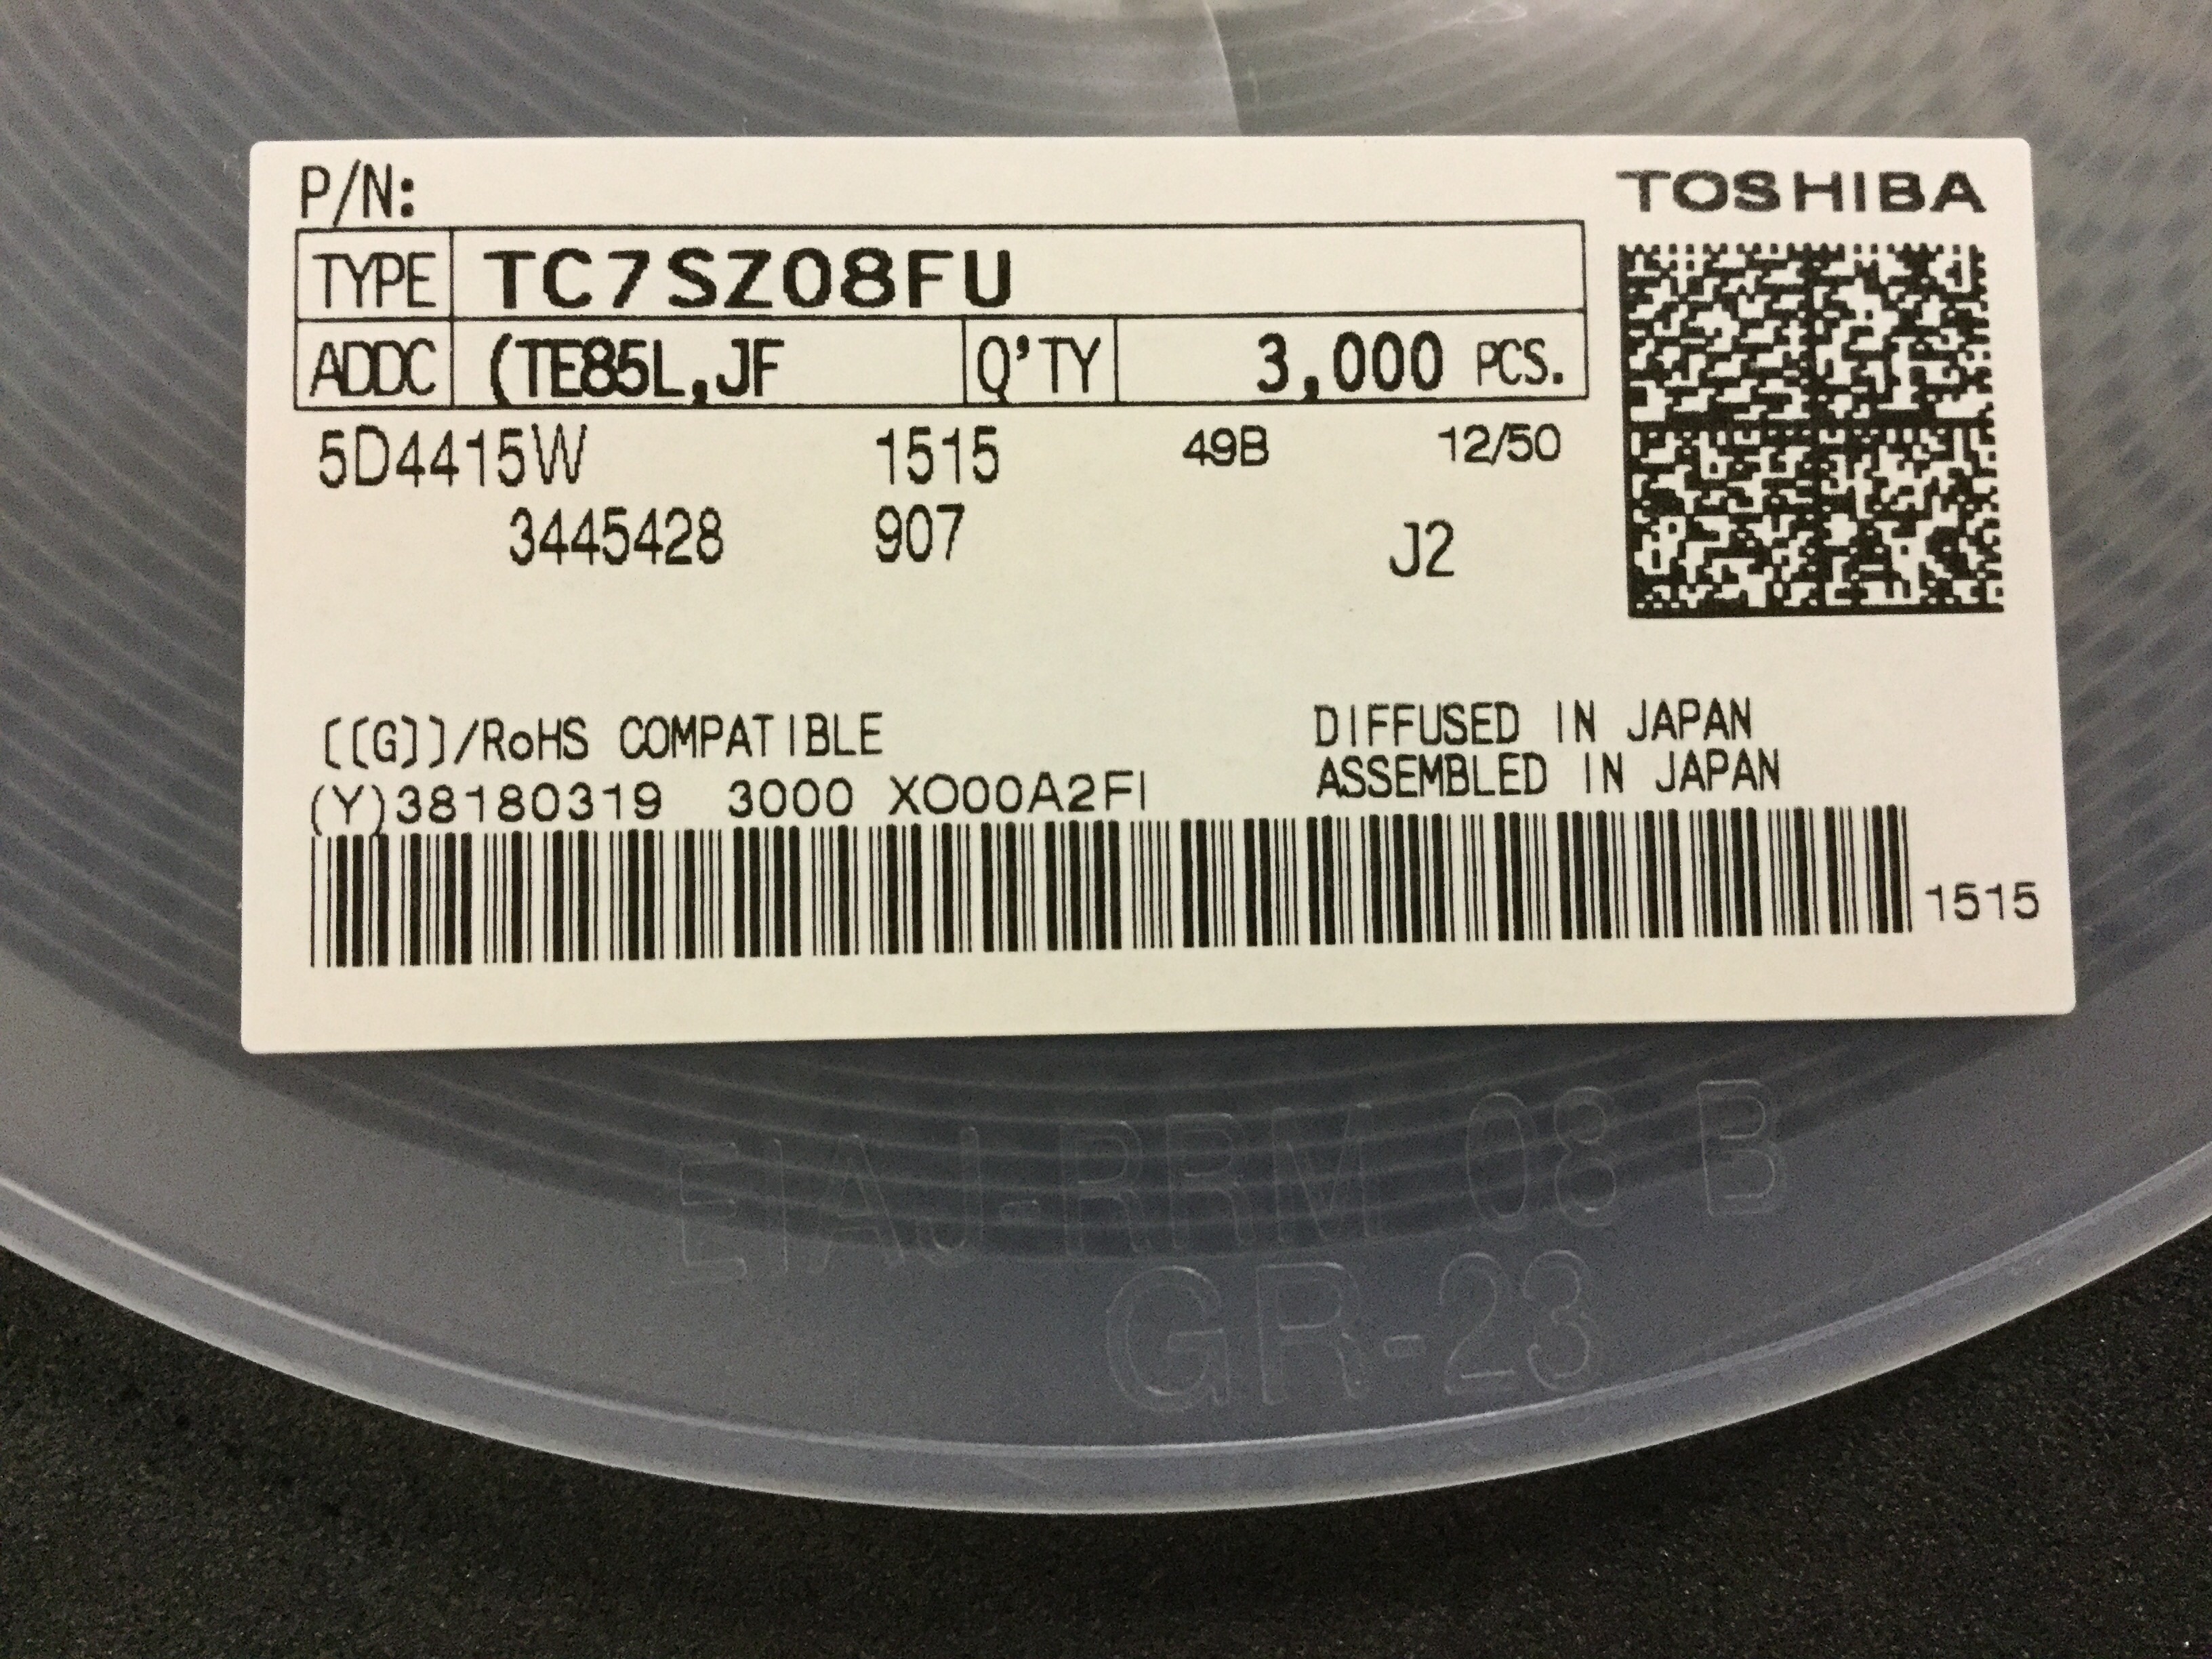 P/N:
TOSHIBA
TYPE TC7SZ08FU
ADDC (TE85L,JF Q'TY 3,000 PCS.
5D4415W 1515 49B 12/50
3445428 907 J2
[[G]]/RoHS COMPATIBLE
DIFFUSED IN JAPAN
ASSEMBLED IN JAPAN
(Y)38180319 3000 XO00A2FI
1515
EIAJ-RRM 08 B
GR-23